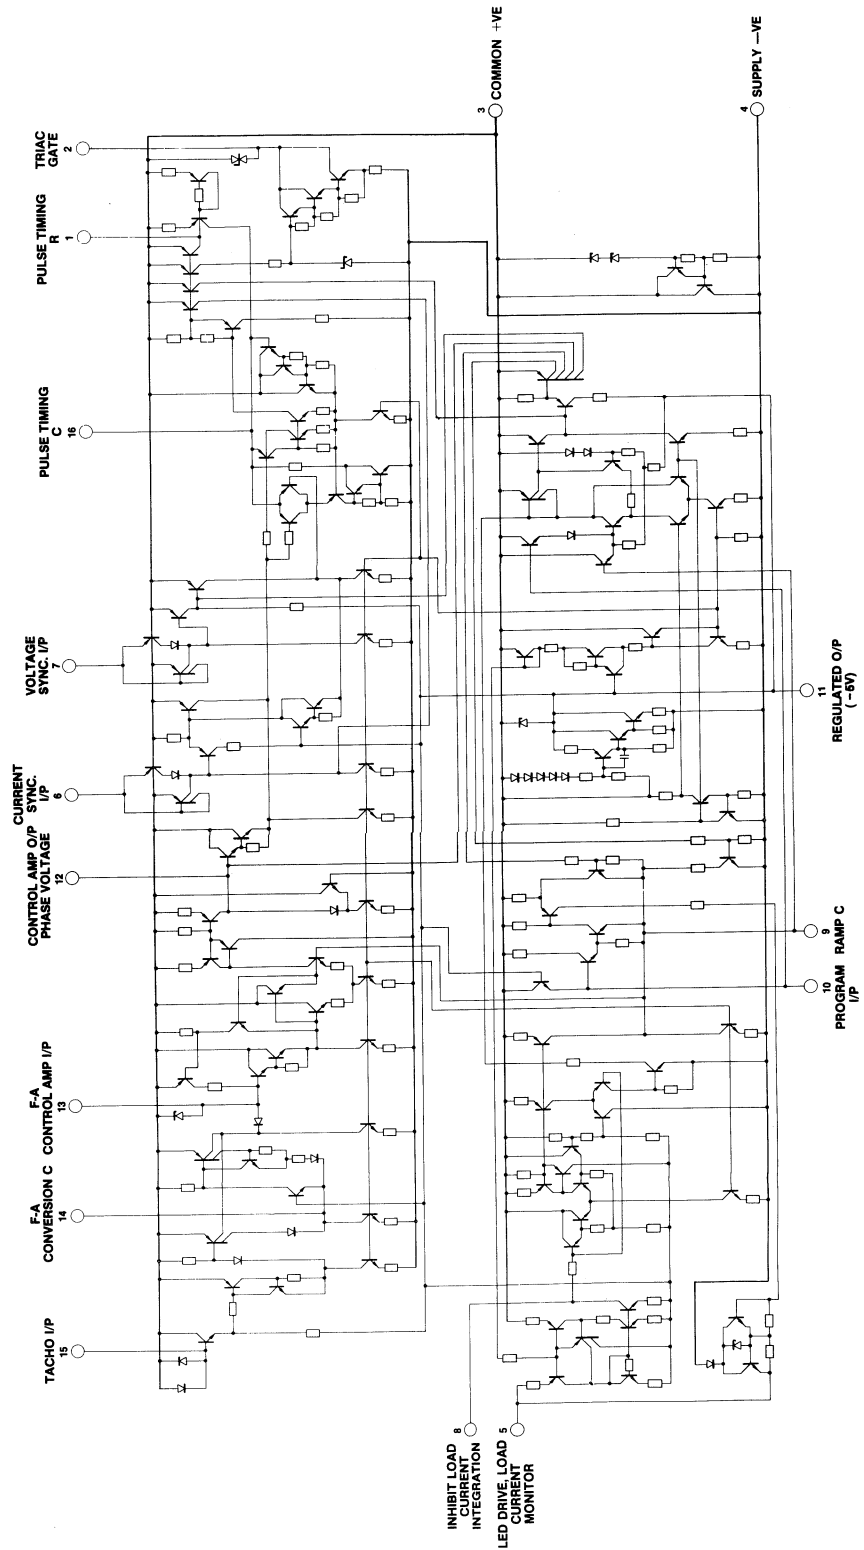 TACHO I/P
15
F-A
CONVERSION C
14
F-A
CONTROL AMP I/P
13
CONTROL AMP O/P
PHASE VOLTAGE
12
CURRENT
SYNC.
I/P
6
VOLTAGE
SYNC. I/P
7
PULSE TIMING
C
16
PULSE TIMING
R
1
TRIAC
GATE
2
3
COMMON +VE
4
SUPPLY −VE
INHIBIT LOAD
CURRENT
INTEGRATION
8
LED DRIVE, LOAD
CURRENT
MONITOR
5
10
PROGRAM
I/P
9
RAMP C
11
REGULATED O/P
(−5V)